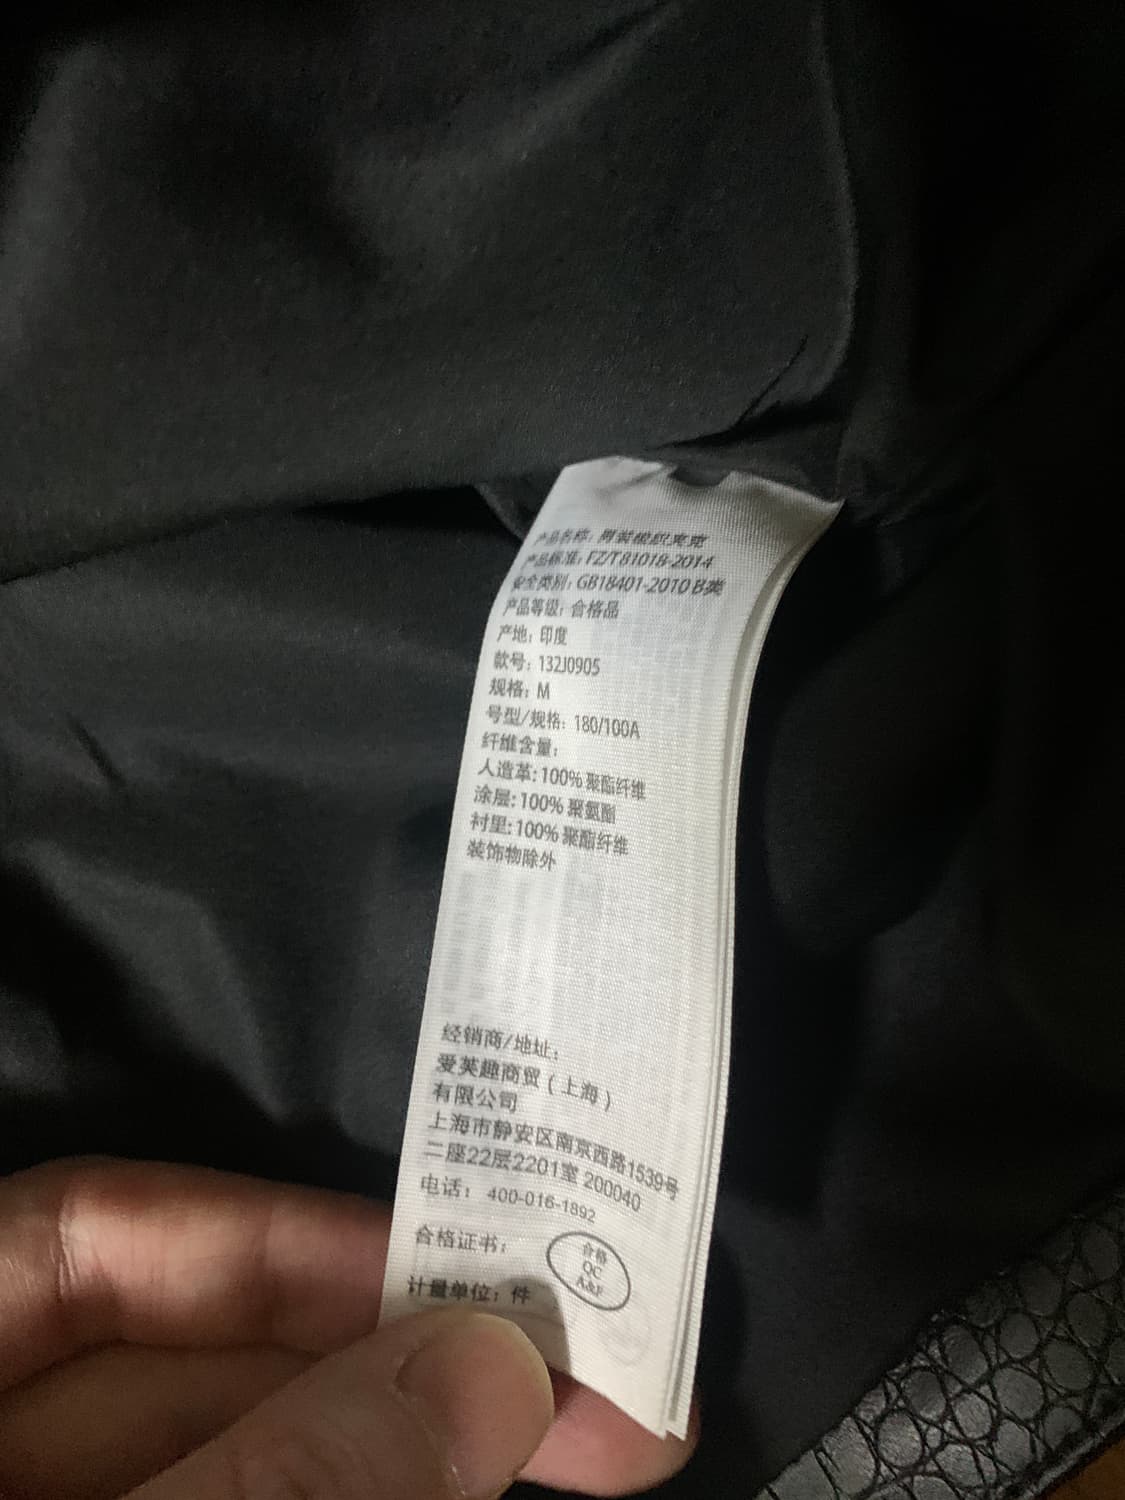 产品名称：男装梭织夹克
产品标准：FZ/T81018-2014
安全类别：GB18401-2010 B类
产品等级：合格品
产地：印度
款号：132J0905
规格：M
号型/规格：180/100A
纤维含量：
人造革：100% 聚酯纤维
涂层：100% 聚氨酯
衬里：100% 聚酯纤维
装饰物除外
经销商/地址：
爱芙趣商贸（上海）
有限公司
上海市静安区南京西路1539号
二座22层2201室 200040
电话：400-016-1892
合格证书：
合格
QC
A&F
计量单位：件